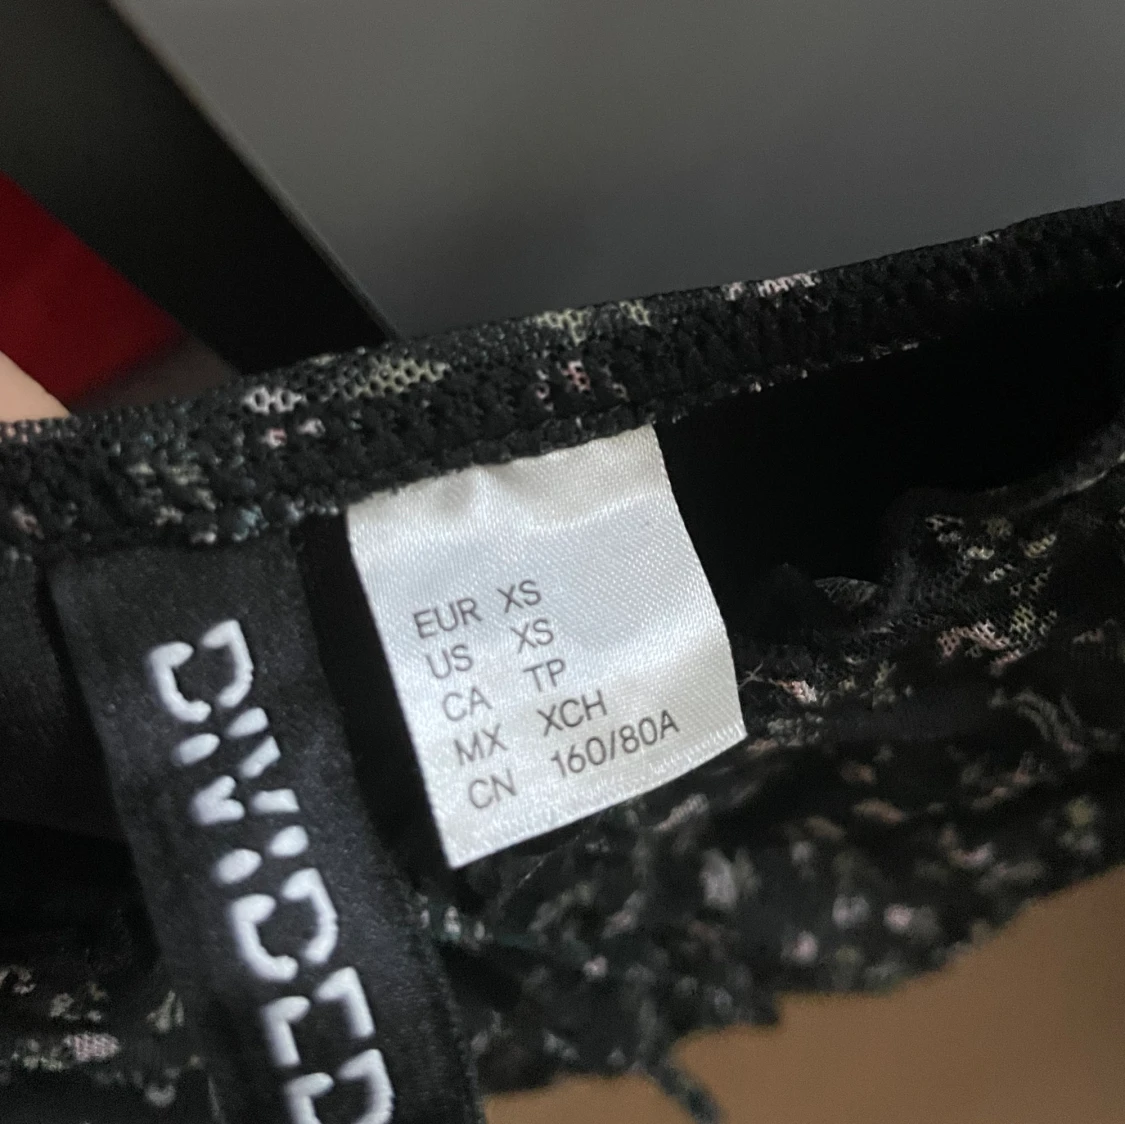 DIVIDED
EUR XS
US XS
CA TP
MX XCH
CN 160/80A